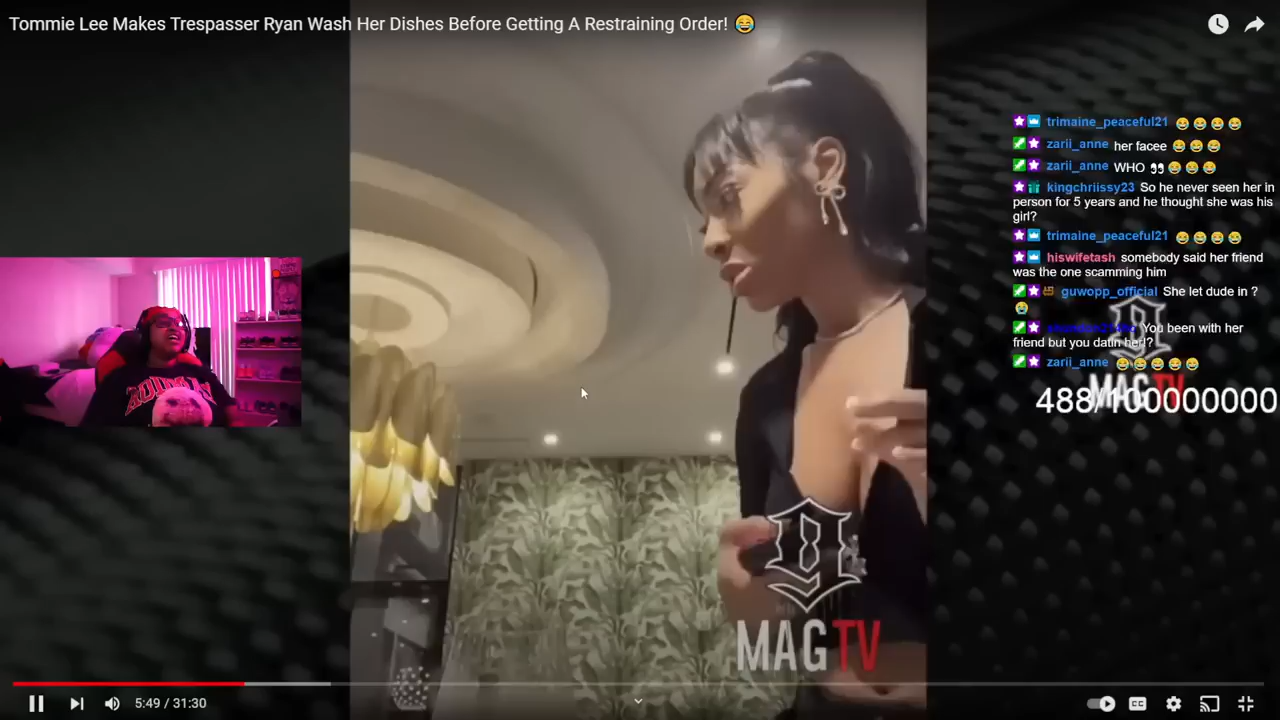 Tommie Lee Makes Trespasser Ryan Wash Her Dishes Before Getting A Restraining Order! 😂
trimaine_peaceful21 😂😂😂😂
zarii_anne her facee 😂😂😂
zarii_anne WHO 👀😂😂😂
kingchriissy23 So he never seen her in
person for 5 years and he thought she was his
girl?
trimaine_peaceful21 😂😂😂😂
hiswifetash somebody said her friend
was the one scamming him
guwopp_official She let dude in ?
😭
You been with her
friend but you datin her!?
zarii_anne 😂😂😂😂😂
MAGTV
488/100000000
MAGTV
5:49 / 31:30
CC